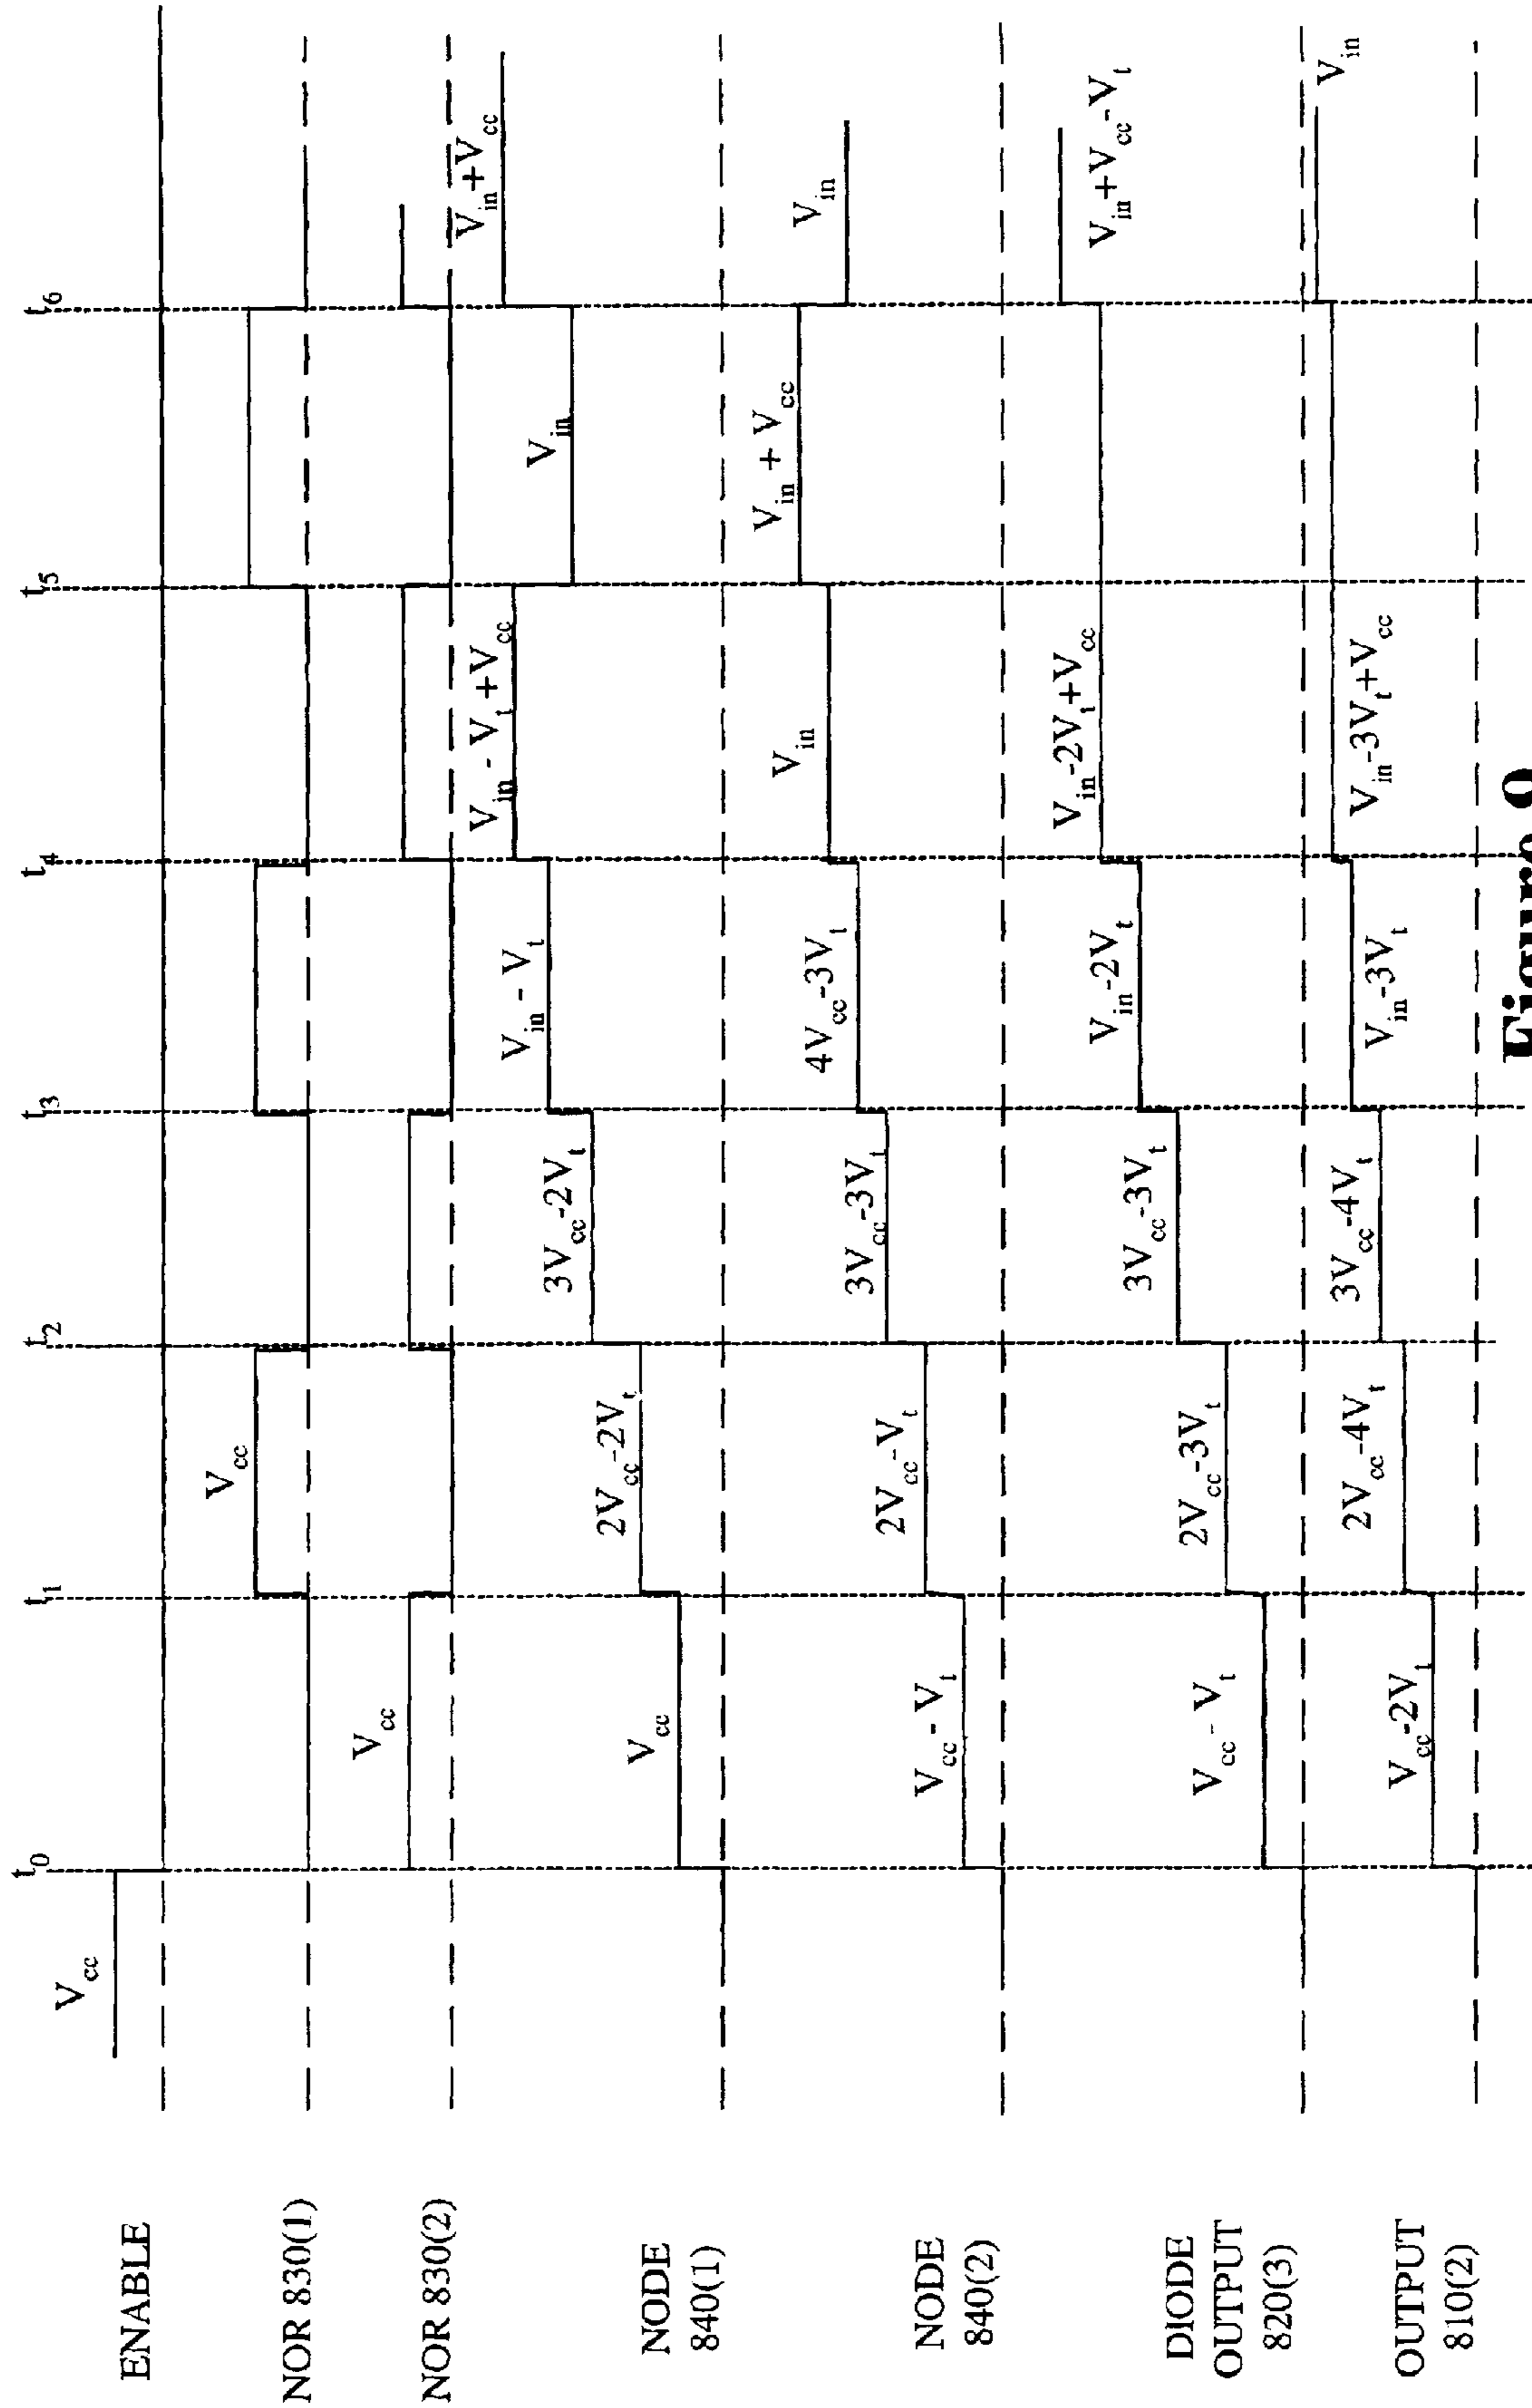 t0 t1 t2 t3 t4 t5 t6
ENABLE
Vcc
NOR 830(1)
Vcc
NOR 830(2)
Vcc
NODE
840(1)
Vcc
2Vcc-2Vt
3Vcc-2Vt
Vin - Vt
Vin - Vt+Vcc
Vin
Vin+Vcc
NODE
840(2)
Vcc- Vt
2Vcc-Vt
3Vcc-3Vt
4Vcc-3Vt
Vin
Vin + Vcc
Vin
DIODE
OUTPUT
820(3)
Vcc- Vt
2Vcc-3Vt
3Vcc-3Vt
Vin-2Vt
Vin-2Vt+Vcc
Vin+Vcc-Vt
OUTPUT
810(2)
Vcc-2Vt
2Vcc-4Vt
3Vcc-4Vt
Vin-3Vt
Vin-3Vt+Vcc
Vin
Figure 9